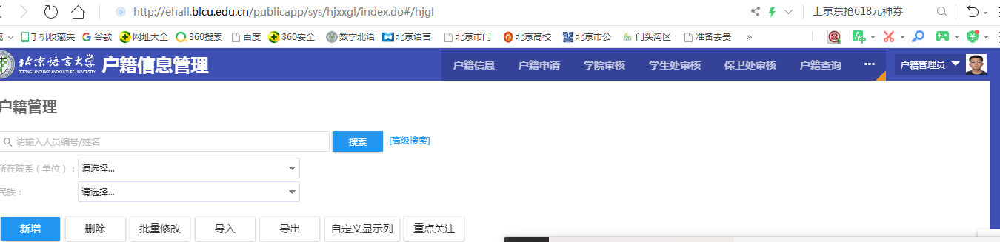 http://ehall.blcu.edu.cn/publicapp/sys/hjxxgl/index.do#/hjgl 上京东抢618元神券
藏 手机收藏夹 谷歌 网址大全 360搜索 百度 360安全 数字北语 北京语言 北京市门 北京高校 北京市公 门头沟区 准备去贵 »
北京语言大学 户籍信息管理 户籍信息 户籍申请 学院审核 学生处审核 保卫处审核 户籍查询 ••• 户籍管理员
BEIJING LANGUAGE AND CULTURE UNIVERSITY
户籍管理
请输入人员编号/姓名 搜索 [高级搜索]
所在院系（单位）： 请选择...
民族： 请选择...
新增 删除 批量修改 导入 导出 自定义显示列 重点关注